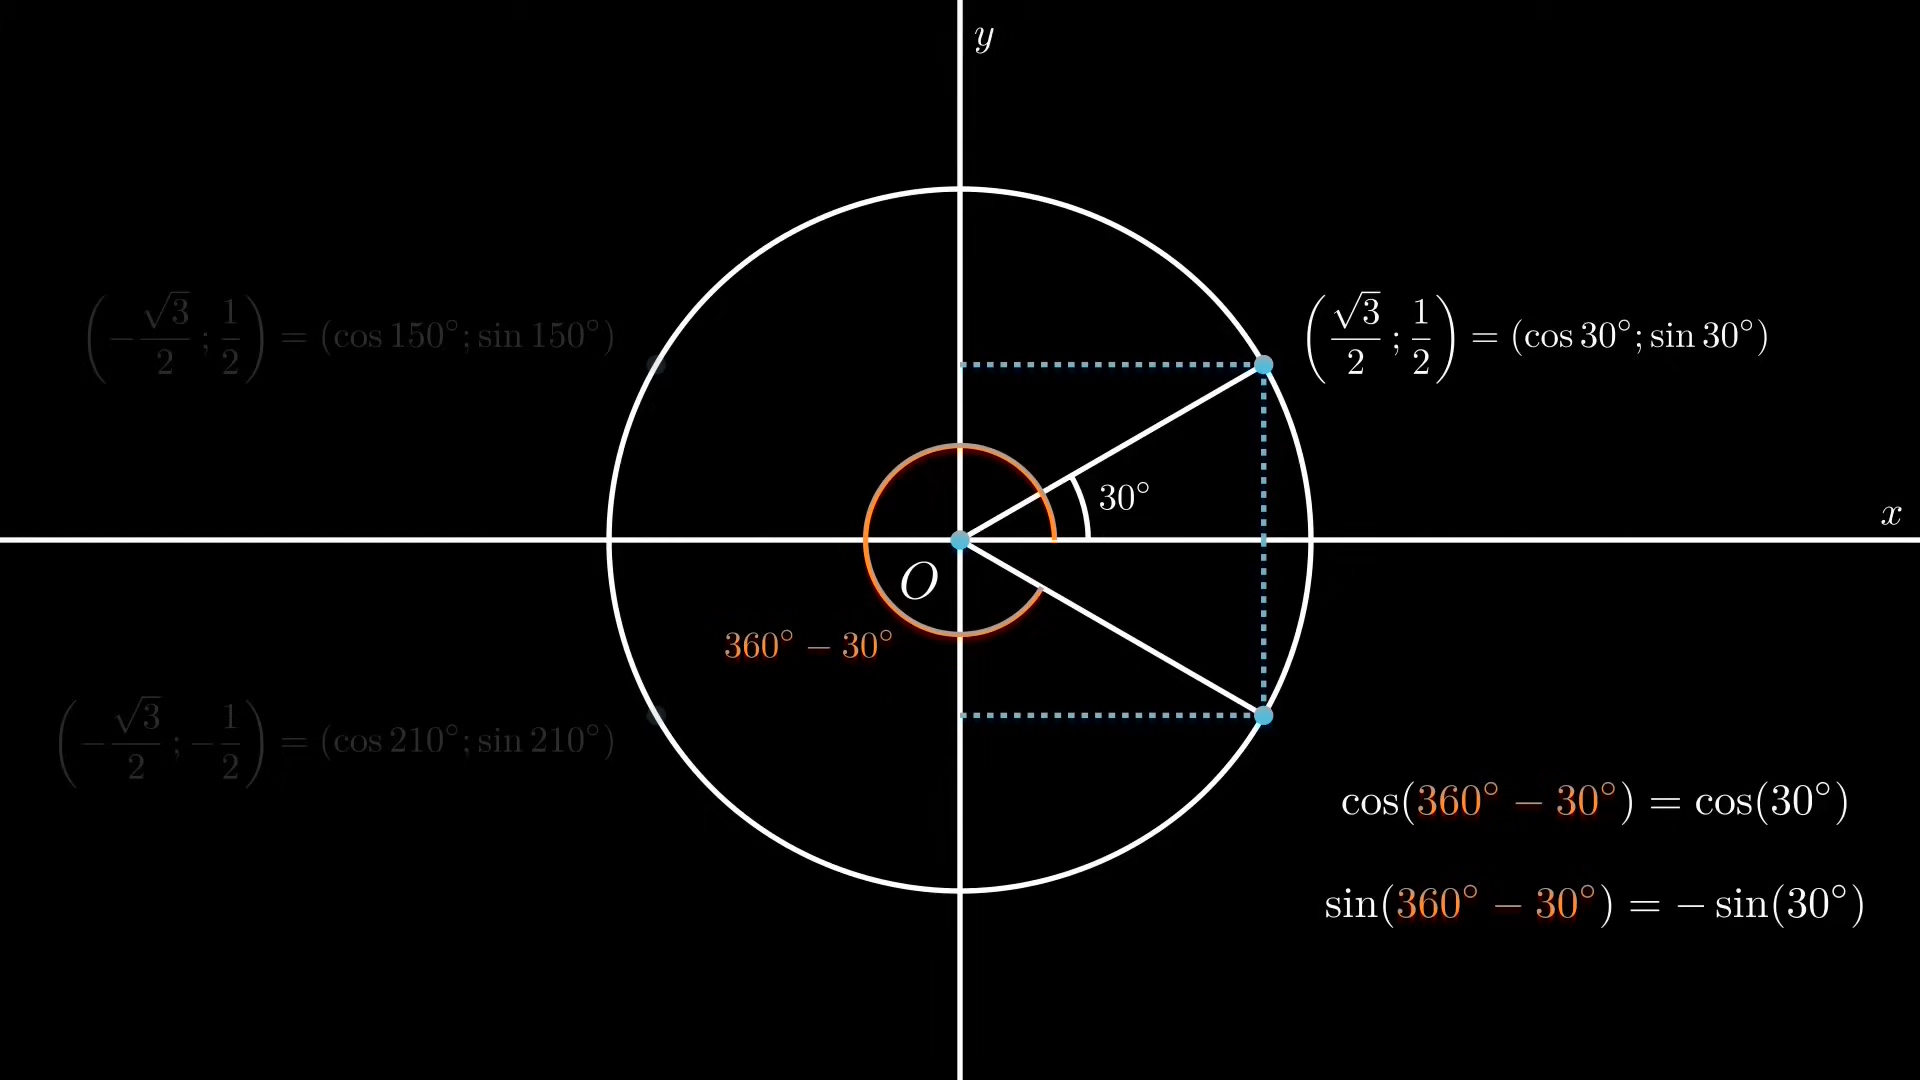 y
(-√3/2 ; 1/2) = (cos 150°; sin 150°)
(√3/2 ; 1/2) = (cos 30°; sin 30°)
30°
x
O
360° − 30°
(-√3/2 ; -1/2) = (cos 210°; sin 210°)
cos(360° − 30°) = cos(30°)
sin(360° − 30°) = − sin(30°)